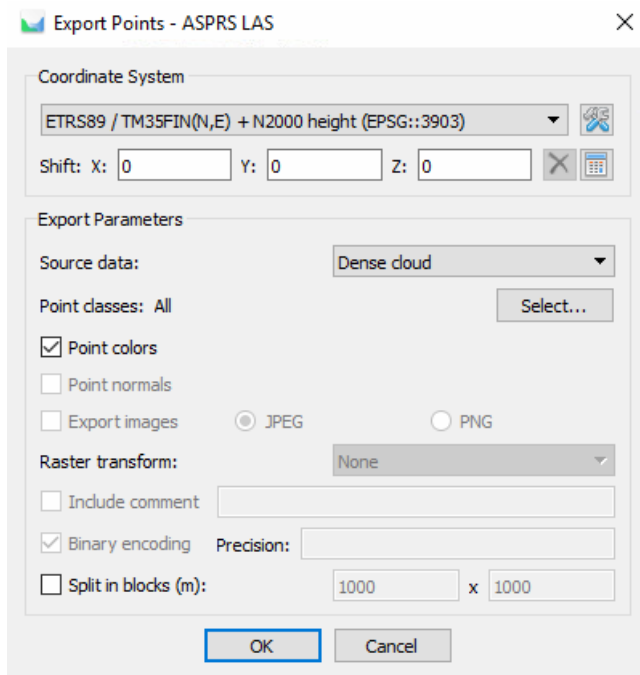 Export Points - ASPRS LAS
Coordinate System
ETRS89 / TM35FIN(N,E) + N2000 height (EPSG::3903)
Shift: X: 0 Y: 0 Z: 0
Export Parameters
Source data: Dense cloud
Point classes: All Select...
Point colors
Point normals
Export images JPEG PNG
Raster transform: None
Include comment
Binary encoding Precision:
Split in blocks (m): 1000 x 1000
OK Cancel